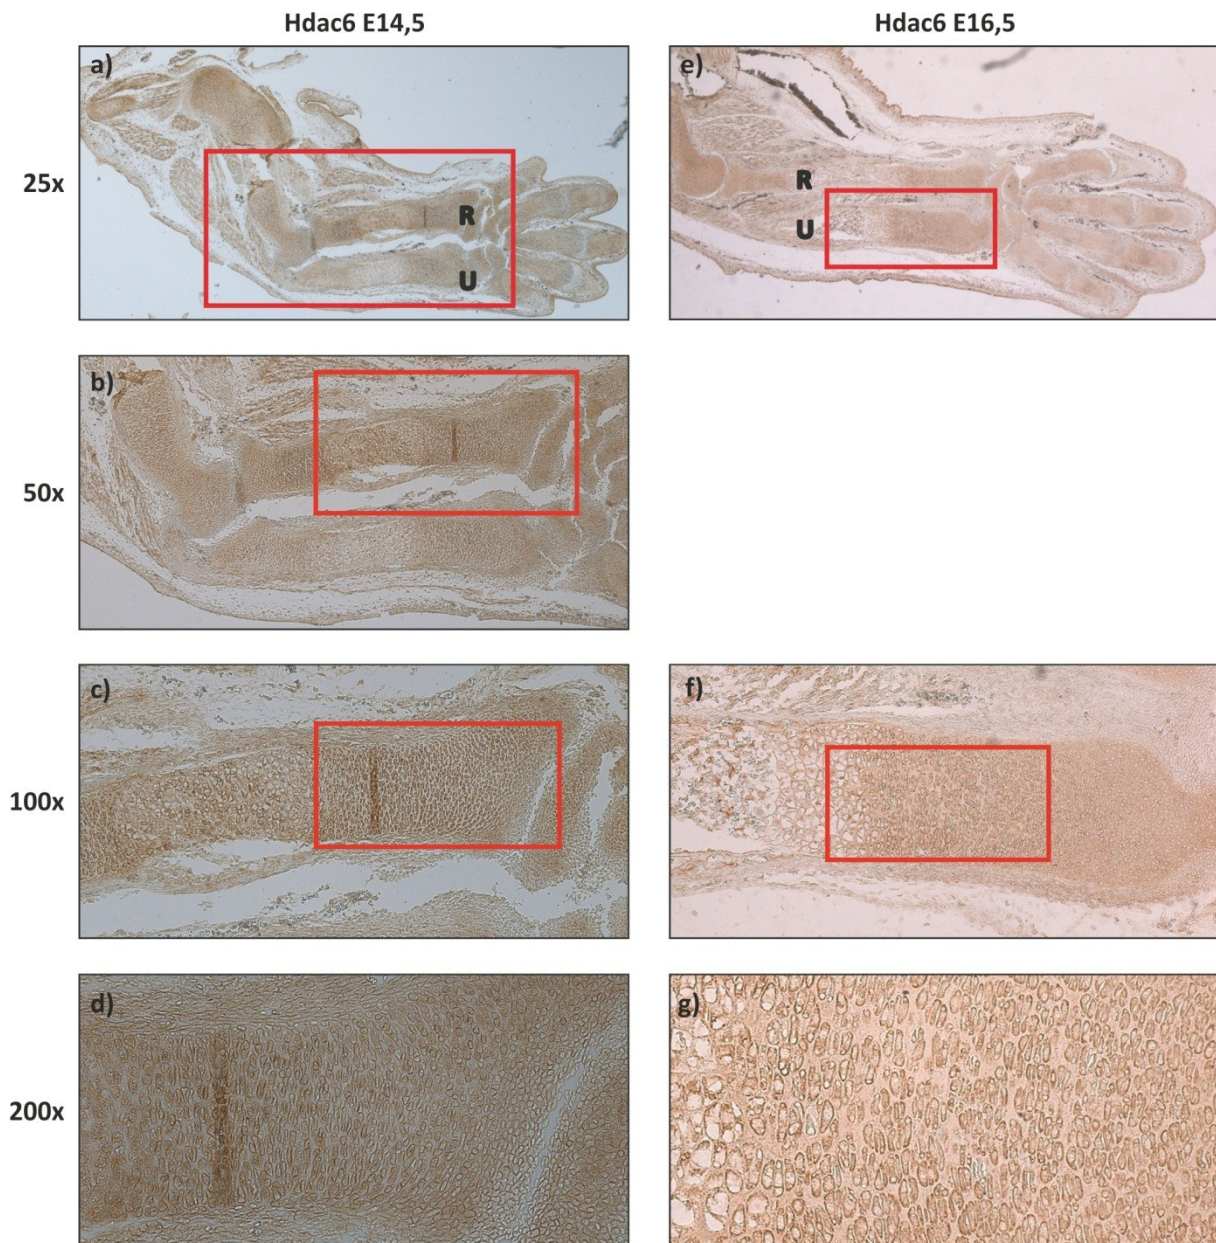 Hdac6 E14,5
Hdac6 E16,5
a)
e)
25x
R
U
R
U
b)
50x
c)
f)
100x
d)
g)
200x